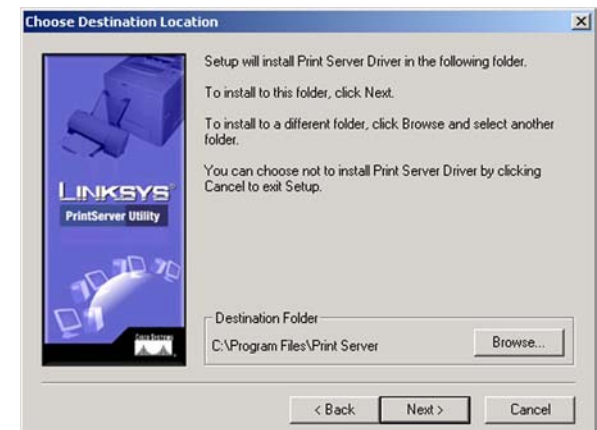 Choose Destination Location
Setup will install Print Server Driver in the following folder.
To install to this folder, click Next.
To install to a different folder, click Browse and select another
folder.
You can choose not to install Print Server Driver by clicking
Cancel to exit Setup.
LINKSYS®
PrintServer Utility
Cisco Systems
Destination Folder
C:\Program Files\Print Server
Browse...
< Back
Next >
Cancel